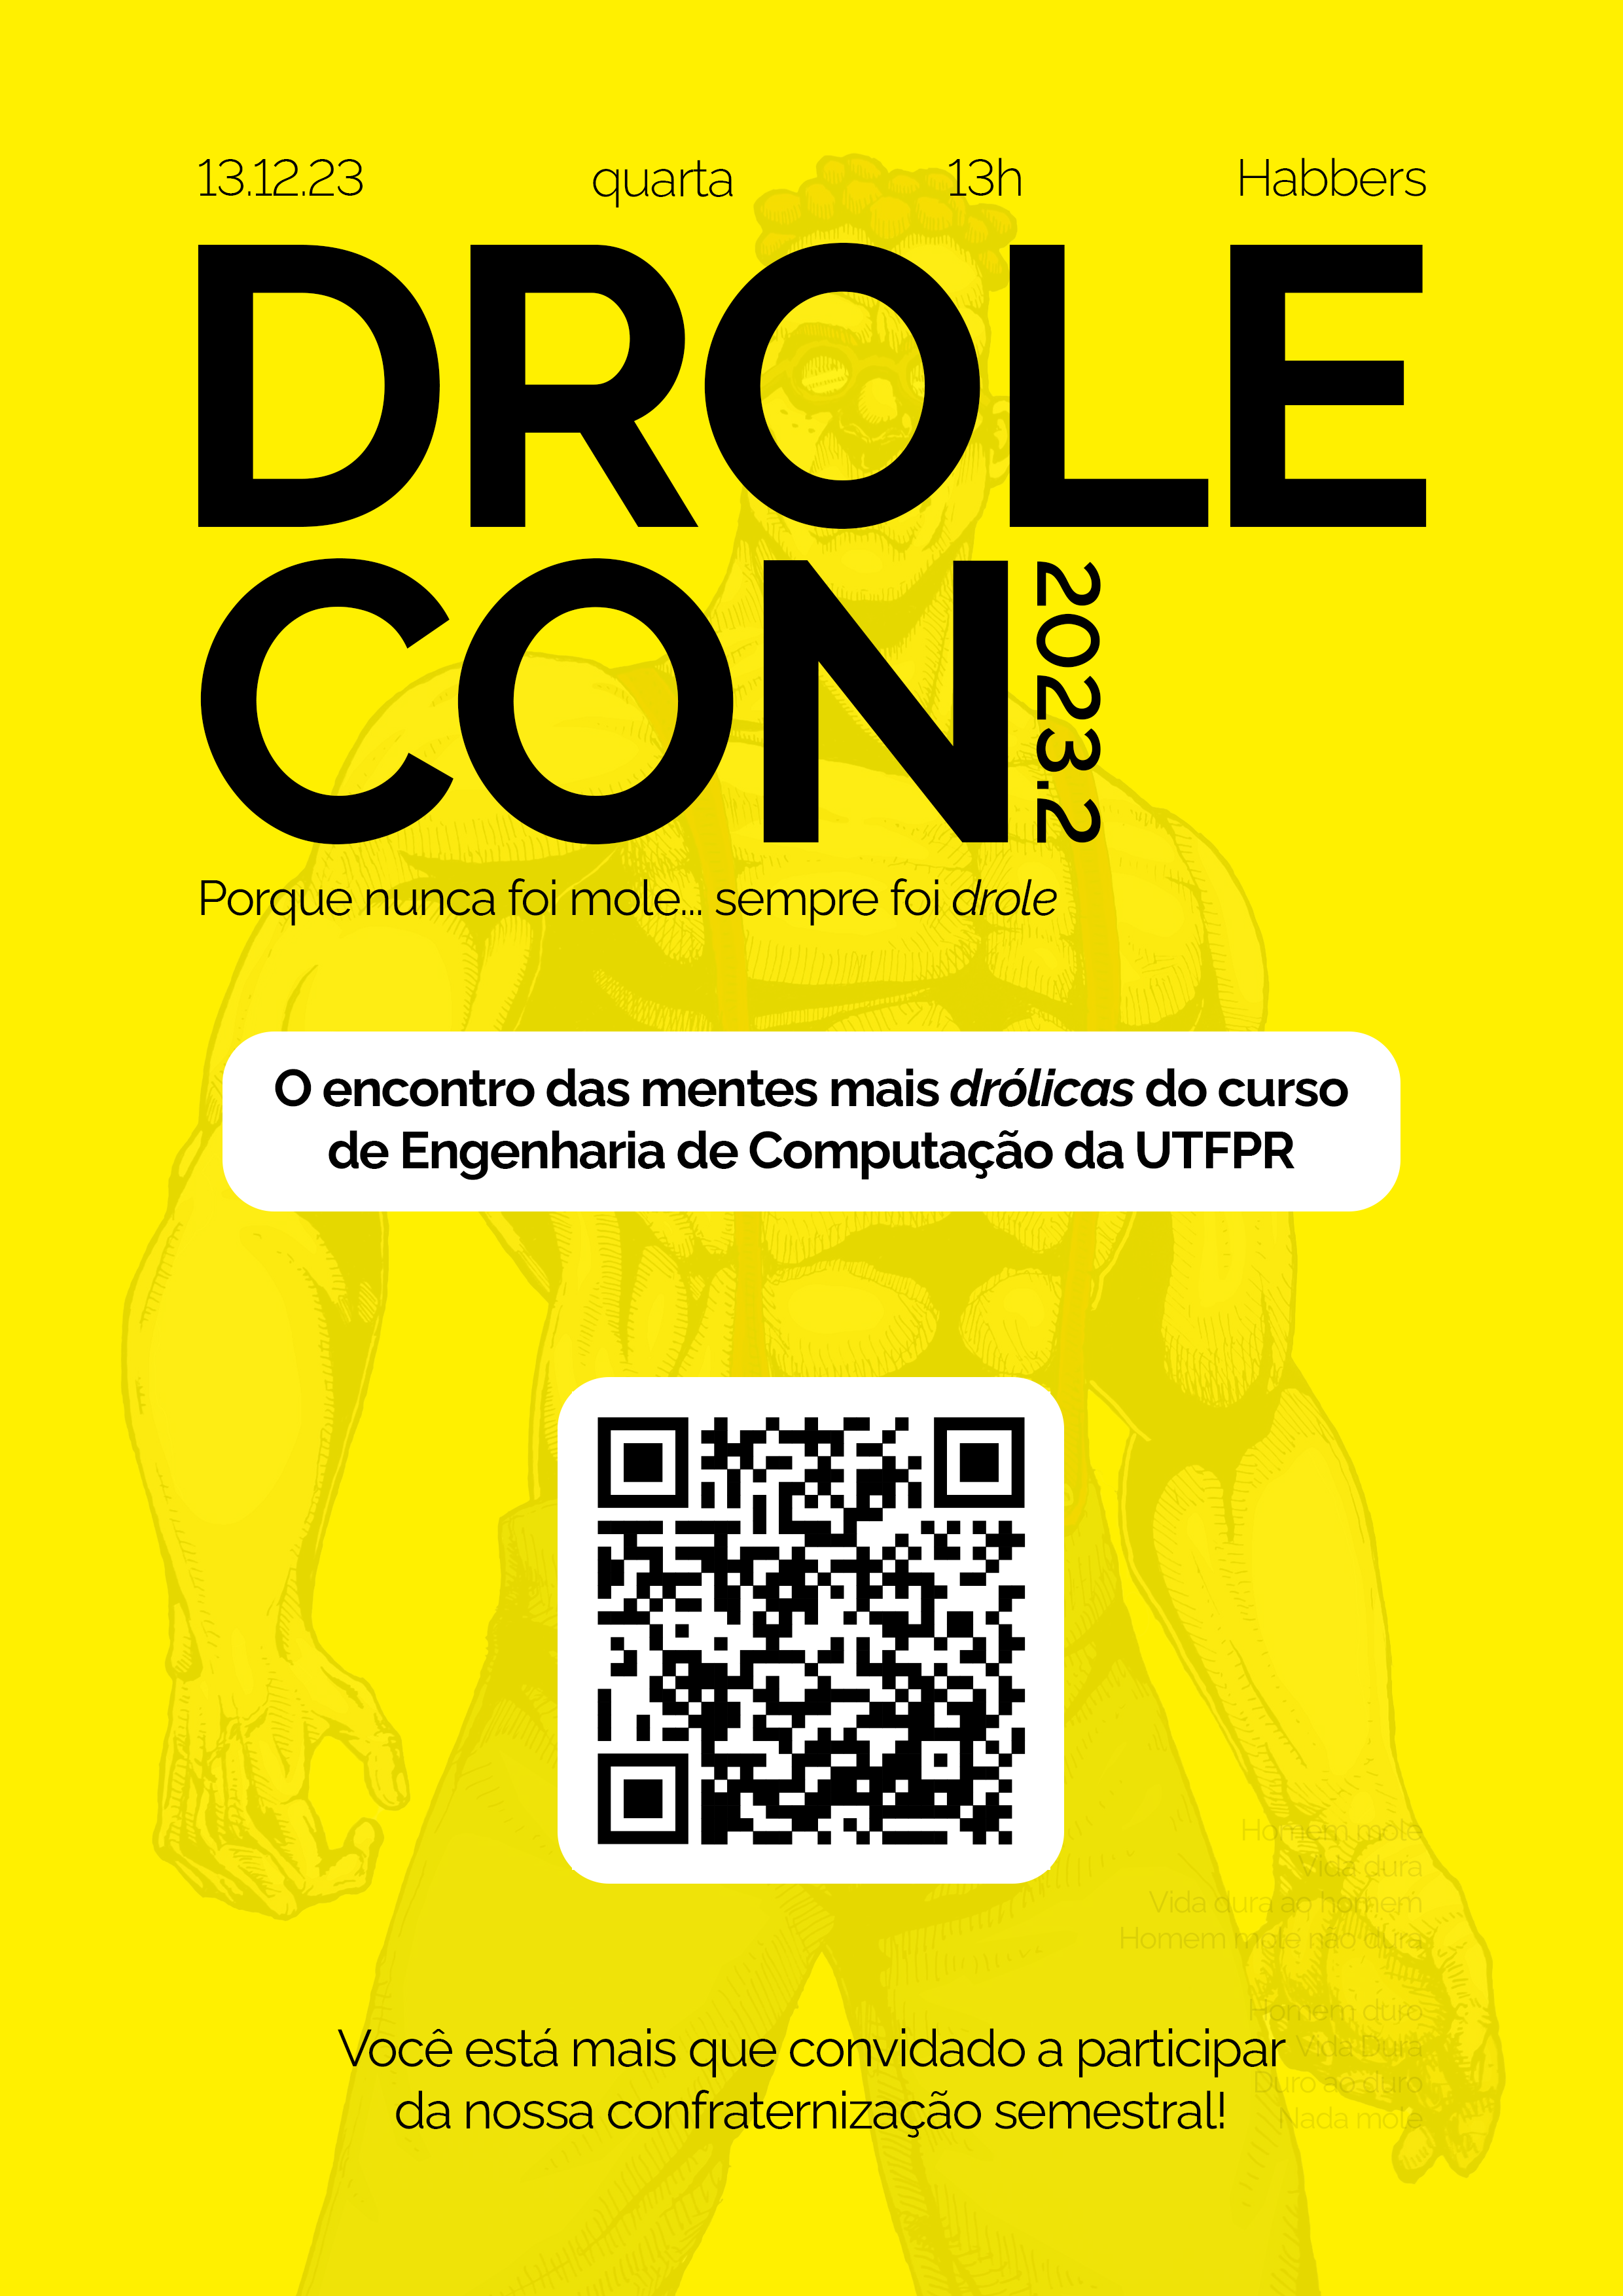 13.12.23 quarta 13h Habbers
DROLE
CON
2023.2
Porque nunca foi mole... sempre foi drole
O encontro das mentes mais drólicas do curso
de Engenharia de Computação da UTFPR
Homem mole
Vida dura
Vida dura ao homem
Homem mole não dura
Homem duro
Vida Dura
Duro ao duro
Nada mole
Você está mais que convidado a participar
da nossa confraternização semestral!